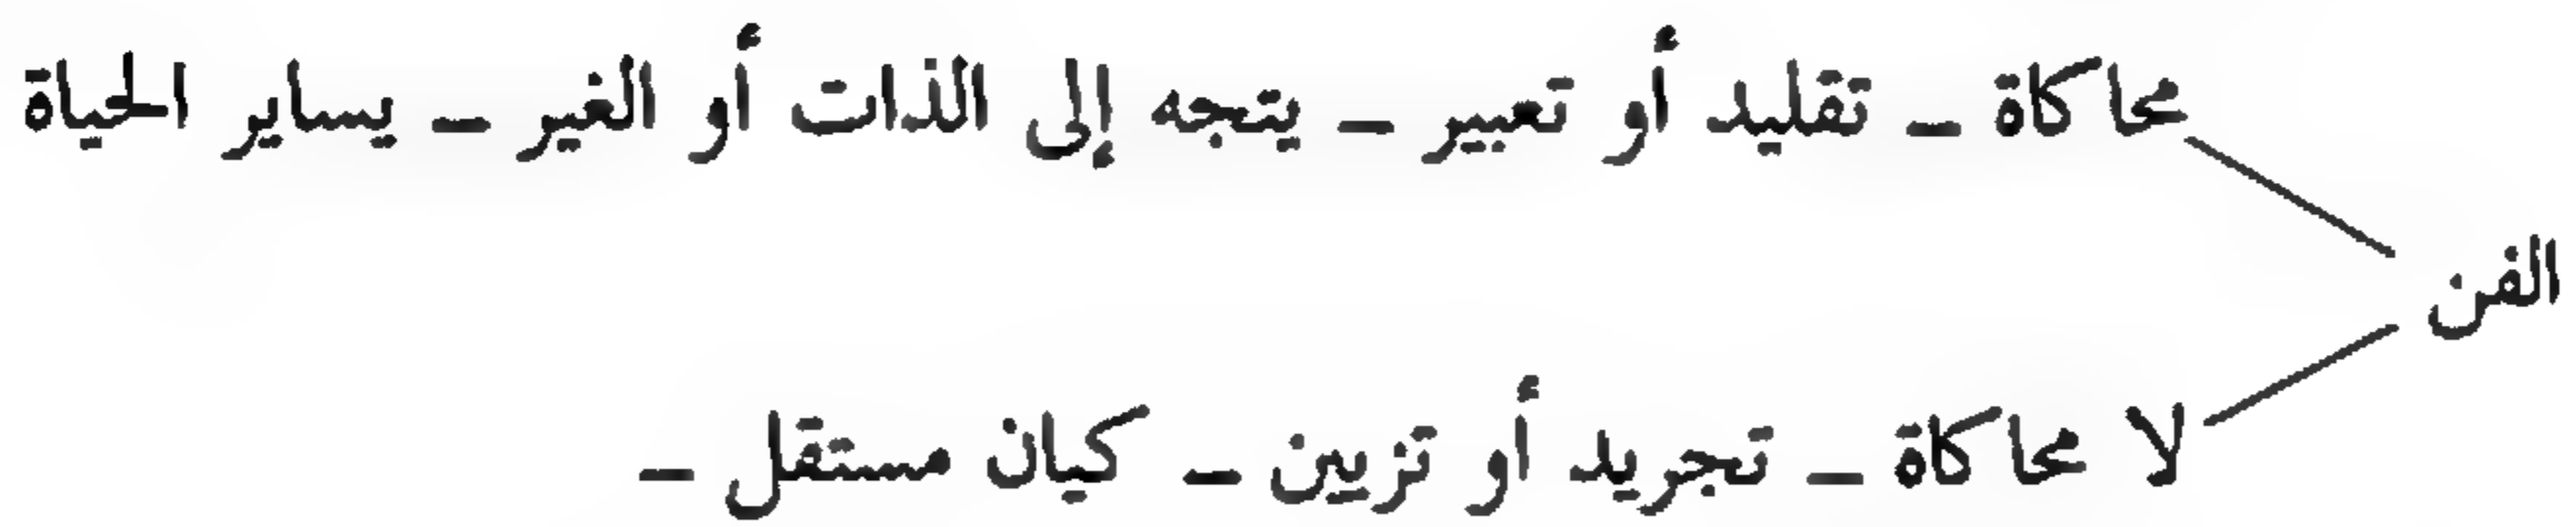 محاكاة – تقليد أو تعبير – يتجه إلى الذات أو الغير – يساير الحياة
الفن
لا محاكاة – تجريد أو تزيين – كيان مستقل –